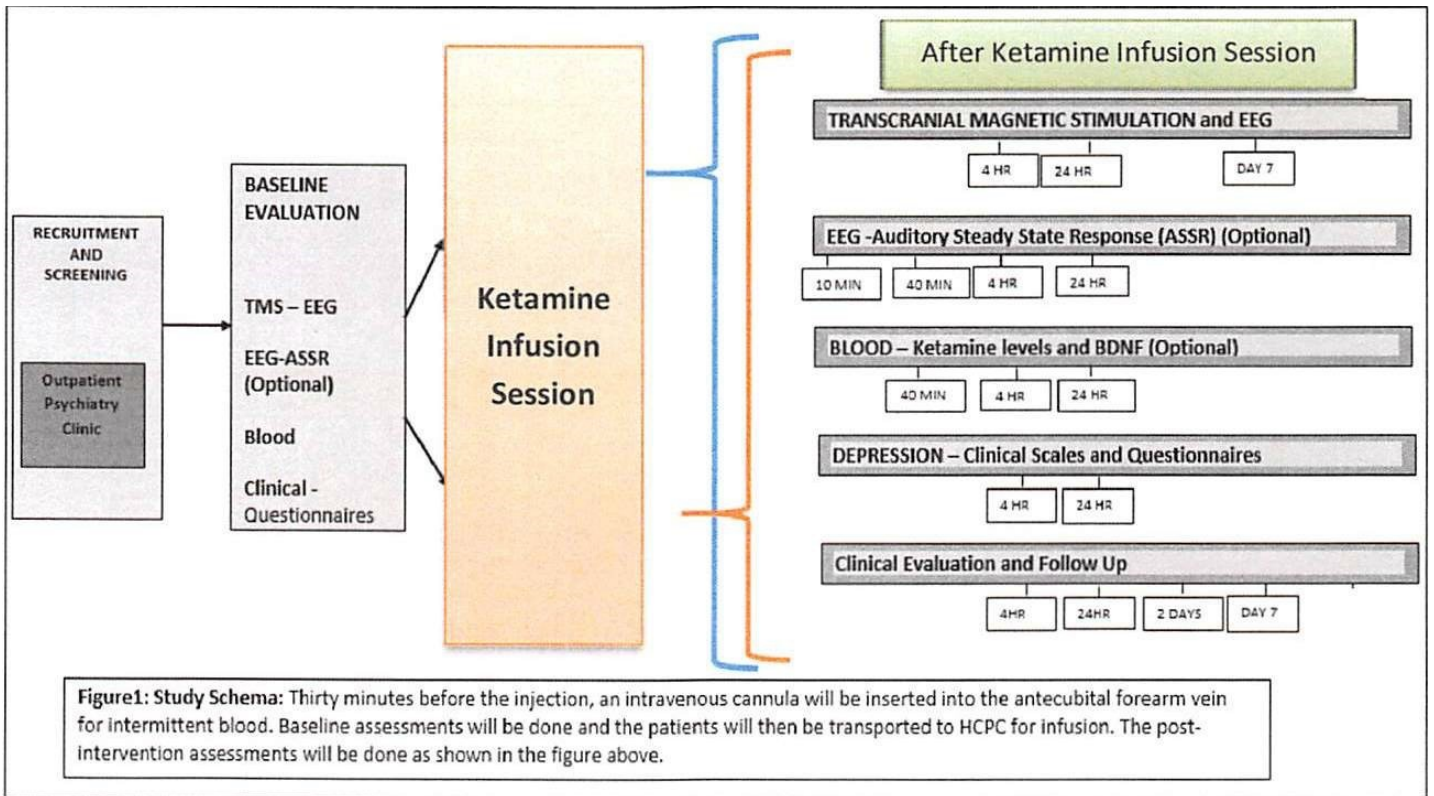 RECRUITMENT
AND
SCREENING
Outpatient
Psychiatry
Clinic
BASELINE
EVALUATION
TMS – EEG
EEG-ASSR
(Optional)
Blood
Clinical -
Questionnaires
Ketamine
Infusion
Session
After Ketamine Infusion Session
TRANSCRANIAL MAGNETIC STIMULATION and EEG
4 HR
24 HR
DAY 7
EEG -Auditory Steady State Response (ASSR) (Optional)
10 MIN
40 MIN
4 HR
24 HR
BLOOD – Ketamine levels and BDNF (Optional)
40 MIN
4 HR
24 HR
DEPRESSION – Clinical Scales and Questionnaires
4 HR
24 HR
Clinical Evaluation and Follow Up
4HR
24HR
2 DAYS
DAY 7
Figure1: Study Schema: Thirty minutes before the injection, an intravenous cannula will be inserted into the antecubital forearm vein
for intermittent blood. Baseline assessments will be done and the patients will then be transported to HCPC for infusion. The post-
intervention assessments will be done as shown in the figure above.